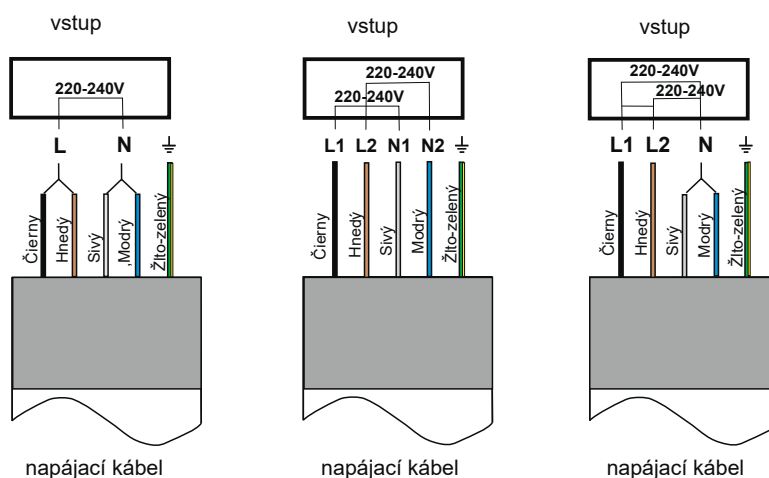 vstup
220-240V
L N
Čierny
Hnedý
Sivý
,Modrý
Žlto-zelený
napájací kábel
vstup
220-240V
220-240V
L1 L2 N1 N2
Čierny
Hnedý
Sivý
Modrý
Žlto-zelený
napájací kábel
vstup
220-240V
220-240V
L1 L2 N
Čierny
Hnedý
Sivý
Modrý
Žlto-zelený
napájací kábel